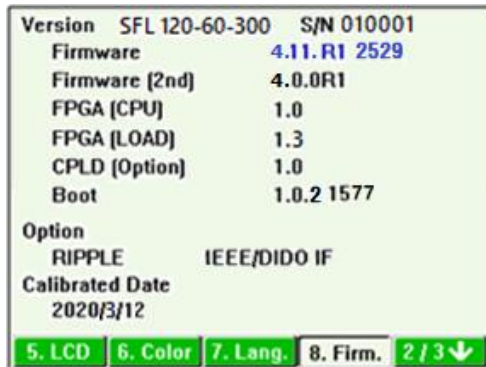 Version SFL 120-60-300 S/N 010001
Firmware 4.11.R1 2529
Firmware (2nd) 4.0.0R1
FPGA (CPU) 1.0
FPGA (LOAD) 1.3
CPLD (Option) 1.0
Boot 1.0.2 1577
Option
RIPPLE IEEE/DIDO IF
Calibrated Date
2020/3/12
5. LCD 6. Color 7. Lang. 8. Firm. 2/3↓